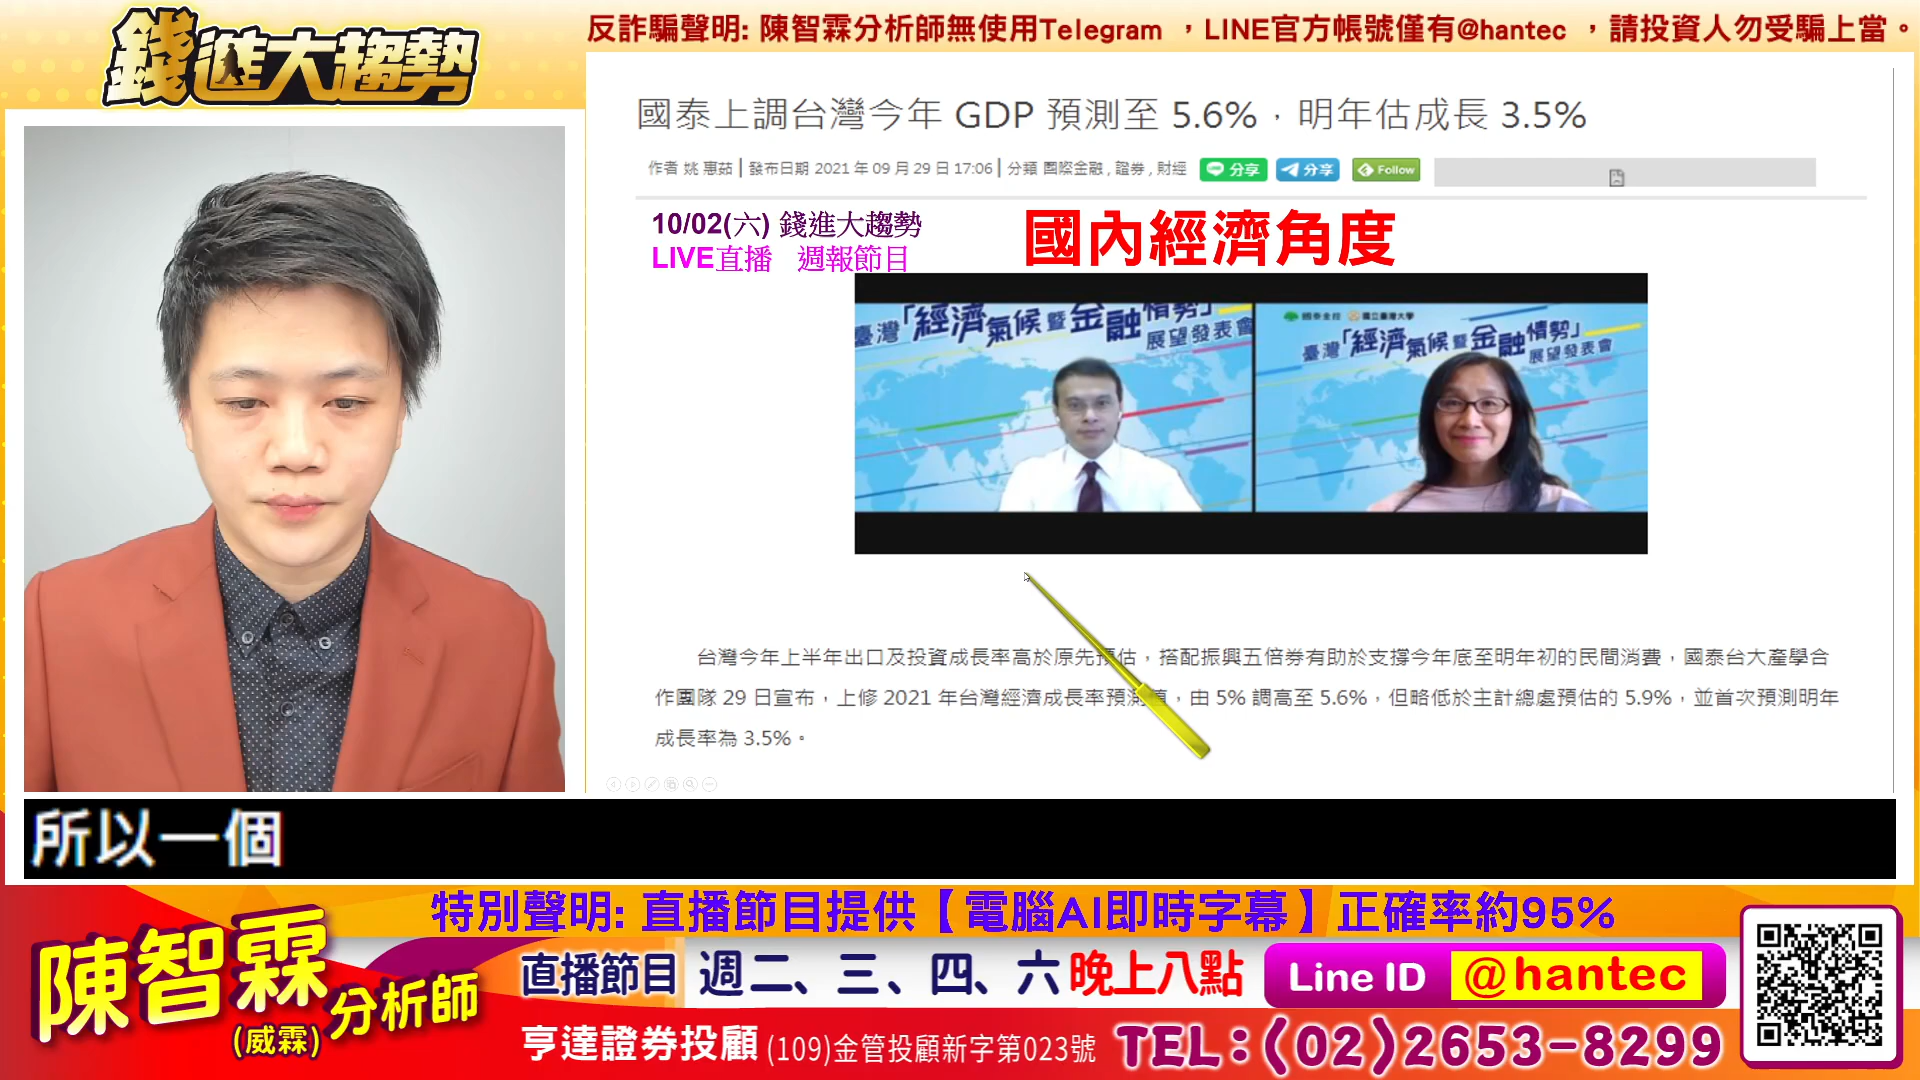 錢進大趨勢
反詐騙聲明: 陳智霖分析師無使用Telegram ，LINE官方帳號僅有@hantec ，請投資人勿受騙上當。
國泰上調台灣今年 GDP 預測至 5.6%，明年估成長 3.5%
作者 姚 惠茹 | 發布日期 2021 年 09 月 29 日 17:06 | 分類 國際金融 , 證券 , 財經 分享 分享 Follow
10/02(六) 錢進大趨勢
LIVE直播 週報節目
國內經濟角度
臺灣「經濟氣候暨金融情勢」展望發表會
國泰金控 國立臺灣大學
臺灣「經濟氣候暨金融情勢」展望發表會
台灣今年上半年出口及投資成長率高於原先預估，搭配振興五倍券有助於支撐今年底至明年初的民間消費，國泰台大產學合
作團隊 29 日宣布，上修 2021 年台灣經濟成長率預測值，由 5% 調高至 5.6%，但略低於主計總處預估的 5.9%，並首次預測明年
成長率為 3.5%。
所以一個
特別聲明: 直播節目提供【電腦AI即時字幕】正確率約95%
陳智霖分析師
(威霖)
直播節目 週二、三、四、六晚上八點
Line ID @hantec
亨達證券投顧 (109)金管投顧新字第023號 TEL:(02)2653-8299